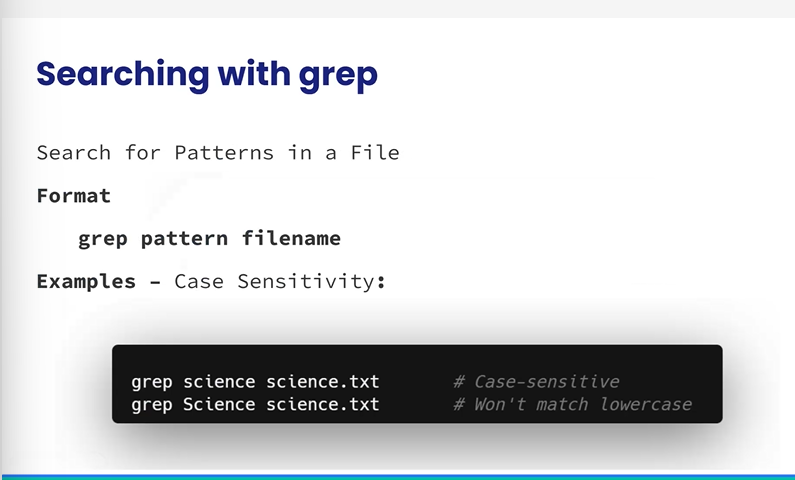 Searching with grep
Search for Patterns in a File
Format
grep pattern filename
Examples – Case Sensitivity:
grep science science.txt # Case-sensitive
grep Science science.txt # Won't match lowercase